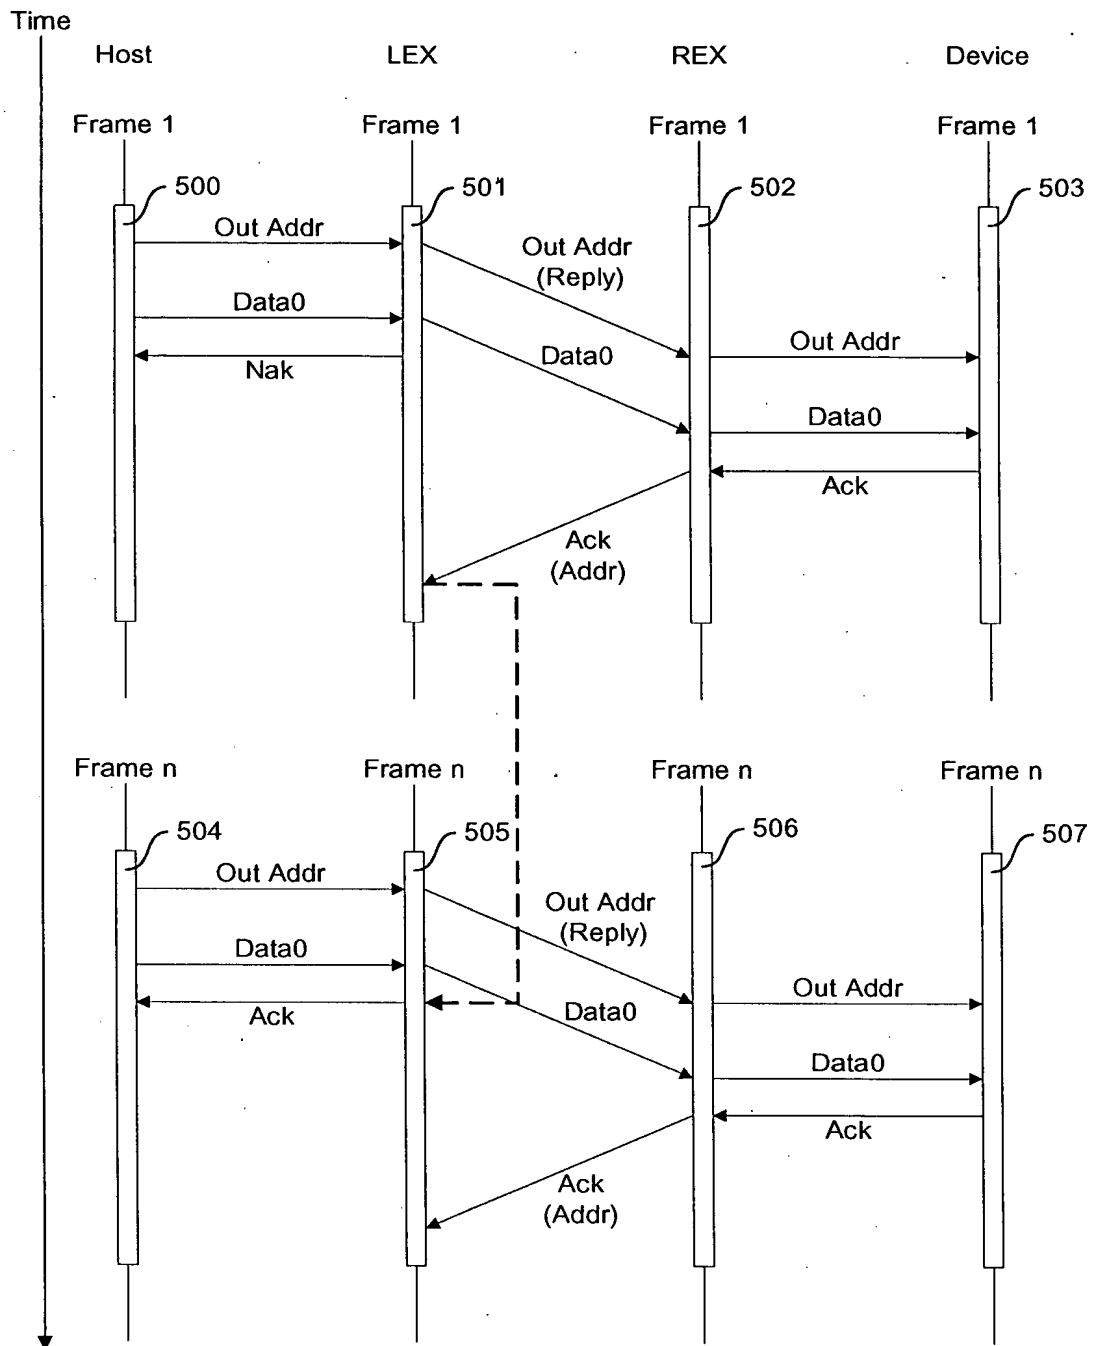 Time
Host LEX REX Device
Frame 1 Frame 1 Frame 1 Frame 1
500 501 502 503
Out Addr
Out Addr
(Reply)
Data0
Out Addr
Data0
Nak
Data0
Ack
Ack
(Addr)
Frame n Frame n Frame n Frame n
504 505 506 507
Out Addr
Out Addr
(Reply)
Data0
Out Addr
Ack
Data0
Data0
Ack
Ack
(Addr)